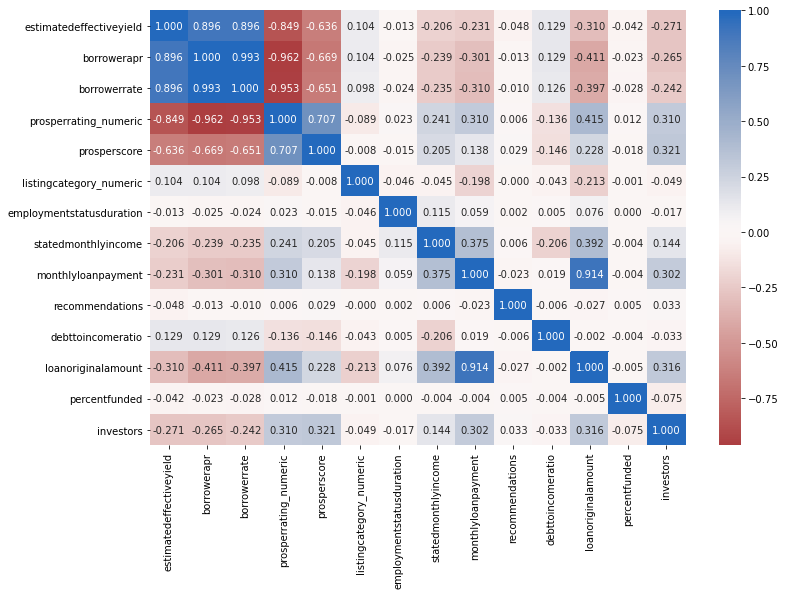 estimatedeffectiveyield 1.000 0.896 0.896 -0.849 -0.636 0.104 -0.013 -0.206 -0.231 -0.048 0.129 -0.310 -0.042 -0.271
borrowerapr 0.896 1.000 0.993 -0.962 -0.669 0.104 -0.025 -0.239 -0.301 -0.013 0.129 -0.411 -0.023 -0.265
borrowerrate 0.896 0.993 1.000 -0.953 -0.651 0.098 -0.024 -0.235 -0.310 -0.010 0.126 -0.397 -0.028 -0.242
prosperrating_numeric -0.849 -0.962 -0.953 1.000 0.707 -0.089 0.023 0.241 0.310 0.006 -0.136 0.415 0.012 0.310
prosperscore -0.636 -0.669 -0.651 0.707 1.000 -0.008 -0.015 0.205 0.138 0.029 -0.146 0.228 -0.018 0.321
listingcategory_numeric 0.104 0.104 0.098 -0.089 -0.008 1.000 -0.046 -0.045 -0.198 -0.000 -0.043 -0.213 -0.001 -0.049
employmentstatusduration -0.013 -0.025 -0.024 0.023 -0.015 -0.046 1.000 0.115 0.059 0.002 0.005 0.076 0.000 -0.017
statedmonthlyincome -0.206 -0.239 -0.235 0.241 0.205 -0.045 0.115 1.000 0.375 0.006 -0.206 0.392 -0.004 0.144
monthlyloanpayment -0.231 -0.301 -0.310 0.310 0.138 -0.198 0.059 0.375 1.000 -0.023 0.019 0.914 -0.004 0.302
recommendations -0.048 -0.013 -0.010 0.006 0.029 -0.000 0.002 0.006 -0.023 1.000 -0.006 -0.027 0.005 0.033
debttoincomeratio 0.129 0.129 0.126 -0.136 -0.146 -0.043 0.005 -0.206 0.019 -0.006 1.000 -0.002 -0.004 -0.033
loanoriginalamount -0.310 -0.411 -0.397 0.415 0.228 -0.213 0.076 0.392 0.914 -0.027 -0.002 1.000 -0.005 0.316
percentfunded -0.042 -0.023 -0.028 0.012 -0.018 -0.001 0.000 -0.004 -0.004 0.005 -0.004 -0.005 1.000 -0.075
investors -0.271 -0.265 -0.242 0.310 0.321 -0.049 -0.017 0.144 0.302 0.033 -0.033 0.316 -0.075 1.000
estimatedeffectiveyield
borrowerapr
borrowerrate
prosperrating_numeric
prosperscore
listingcategory_numeric
employmentstatusduration
statedmonthlyincome
monthlyloanpayment
recommendations
debttoincomeratio
loanoriginalamount
percentfunded
investors
1.00
0.75
0.50
0.25
0.00
−0.25
−0.50
−0.75